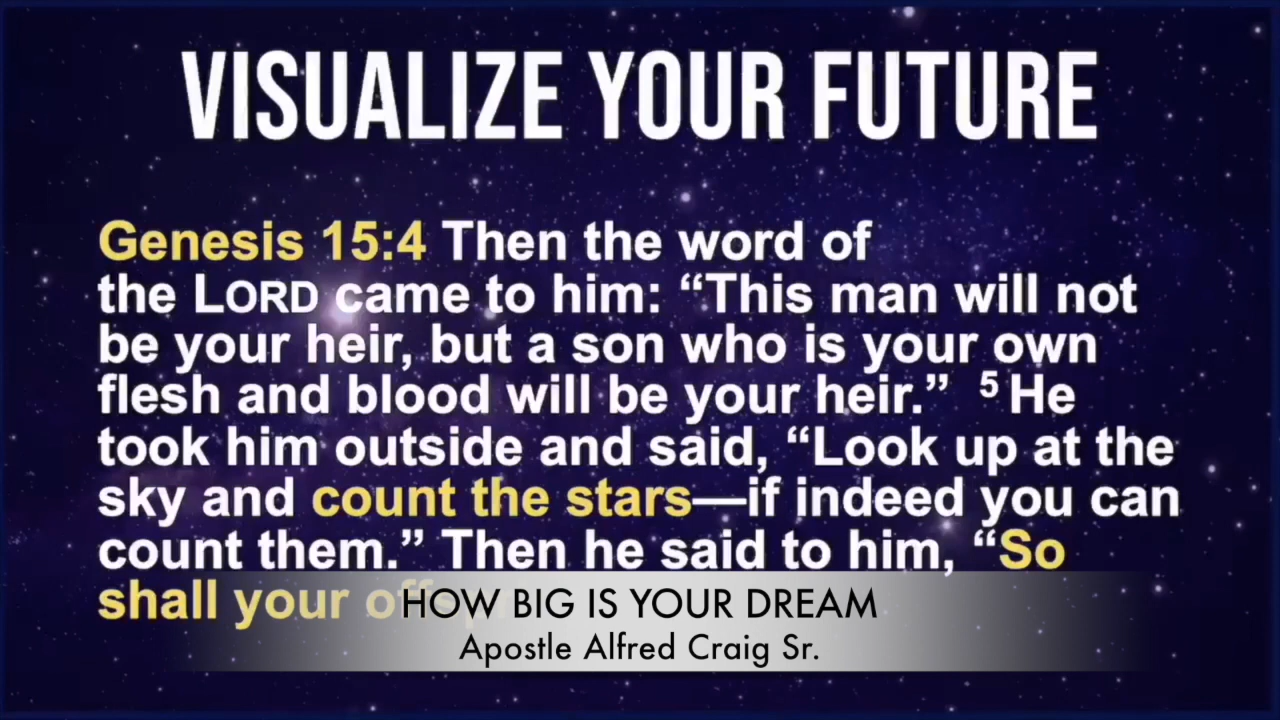 VISUALIZE YOUR FUTURE
Genesis 15:4 Then the word of
the LORD came to him: “This man will not
be your heir, but a son who is your own
flesh and blood will be your heir.” 5 He
took him outside and said, “Look up at the
sky and count the stars—if indeed you can
count them.” Then he said to him, “So
shall your
HOW BIG IS YOUR DREAM
Apostle Alfred Craig Sr.